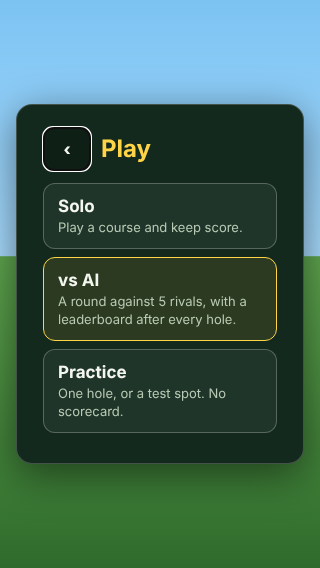 ‹ Play
Solo
Play a course and keep score.
vs AI
A round against 5 rivals, with a
leaderboard after every hole.
Practice
One hole, or a test spot. No
scorecard.